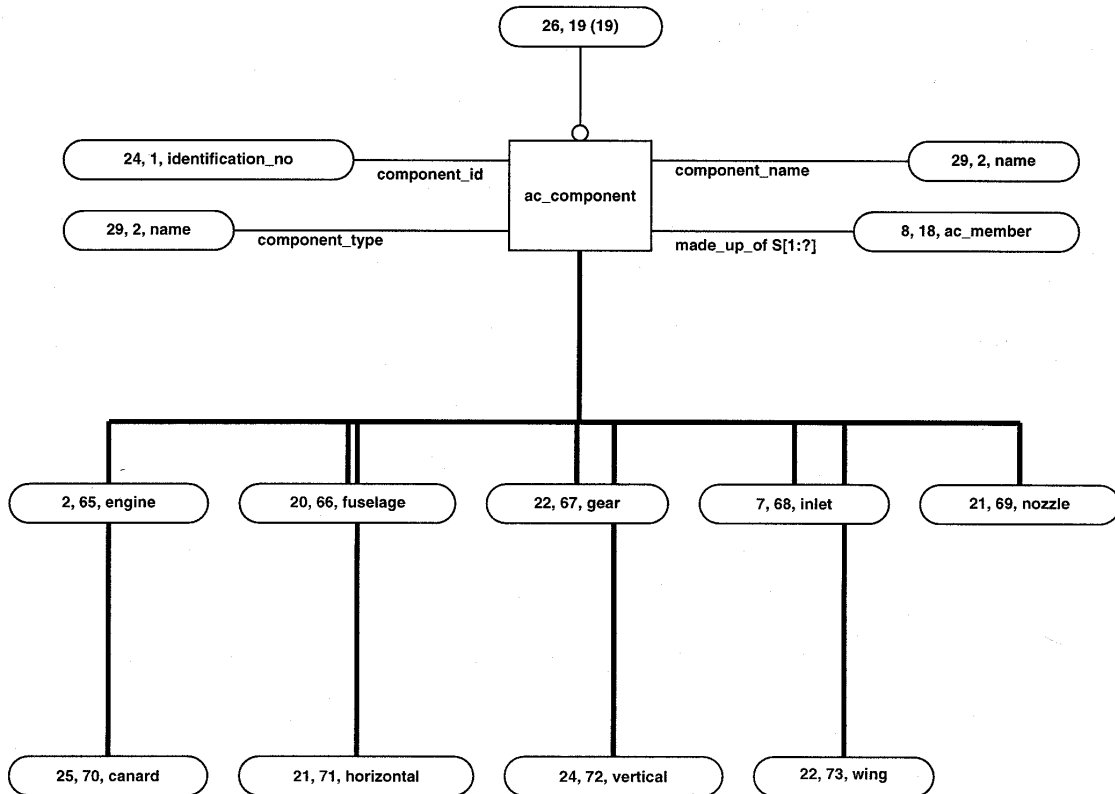 26, 19 (19)
24, 1, identification_no
component_id
ac_component
component_name
29, 2, name
29, 2, name
component_type
made_up_of S[1:?]
8, 18, ac_member
2, 65, engine
20, 66, fuselage
22, 67, gear
7, 68, inlet
21, 69, nozzle
25, 70, canard
21, 71, horizontal
24, 72, vertical
22, 73, wing